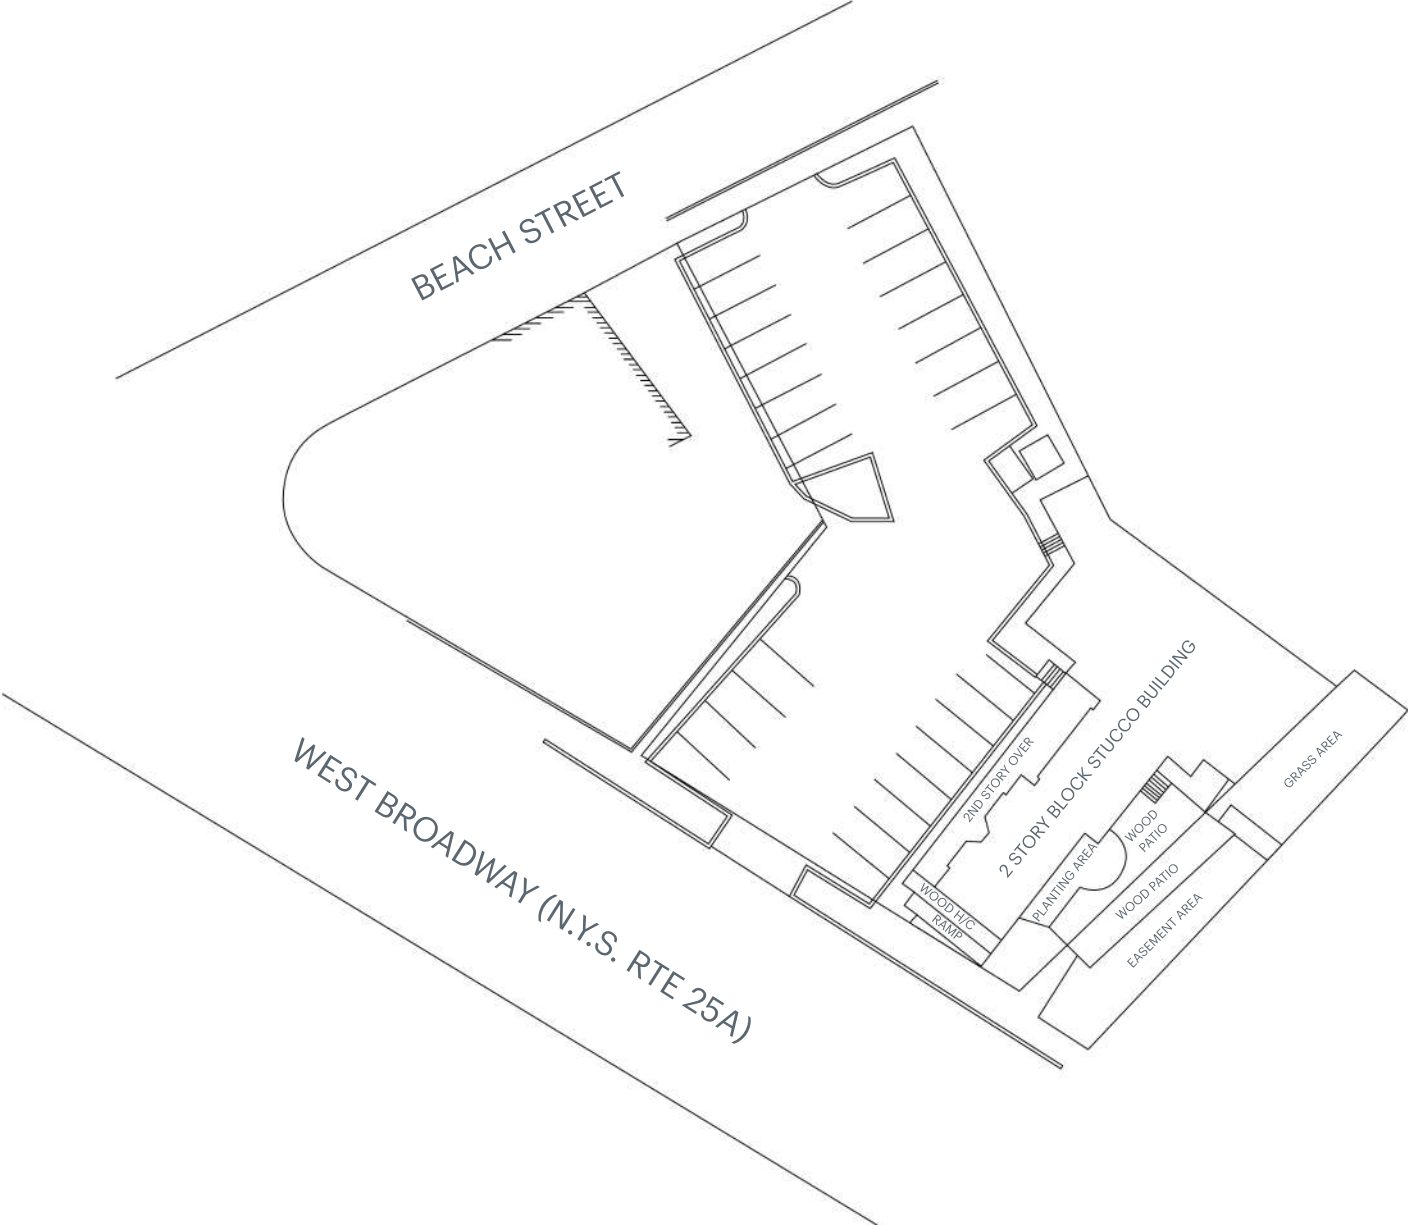 BEACH STREET
WEST BROADWAY (N.Y.S. RTE 25A)
2 STORY BLOCK STUCCO BUILDING
2ND STORY OVER
GRASS AREA
WOOD
PATIO
PLANTING AREA
WOOD PATIO
EASEMENT AREA
WOOD H/C
RAMP